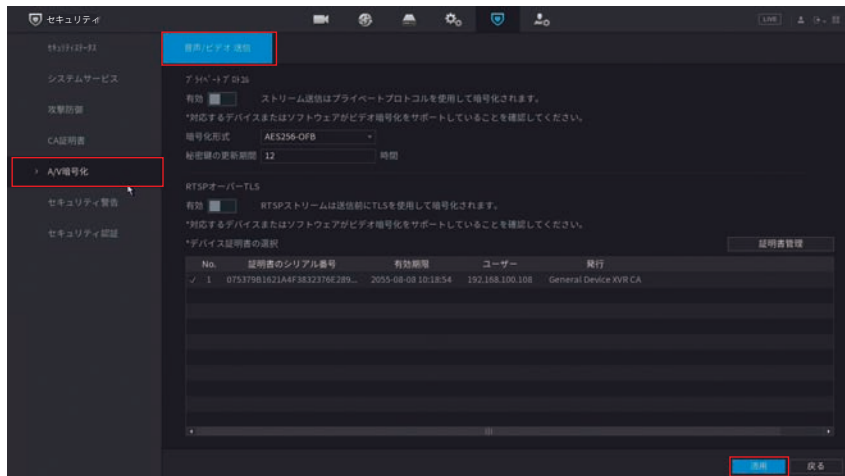 セキュリティ
LIVE
セキュリティステータス
音声/ビデオ 送信
システムサービス
プライベートプロトコル
有効 ストリーム送信はプライベートプロトコルを使用して暗号化されます。
攻撃防御
*対応するデバイスまたはソフトウェアがビデオ暗号化をサポートしていることを確認してください。
CA証明書
暗号化形式 AES256-OFB
秘密鍵の更新期間 12 時間
A/V暗号化
RTSPオーバーTLS
セキュリティ警告
有効 RTSPストリームは送信前にTLSを使用して暗号化されます。
*対応するデバイスまたはソフトウェアがビデオ暗号化をサポートしていることを確認してください。
セキュリティ認証
*デバイス証明書の選択 証明書管理
No. 証明書のシリアル番号 有効期限 ユーザー 発行
1 075379B1621A4F3832376E289... 2055-08-08 10:18:54 192.168.100.108 General Device XVR CA
適用 戻る